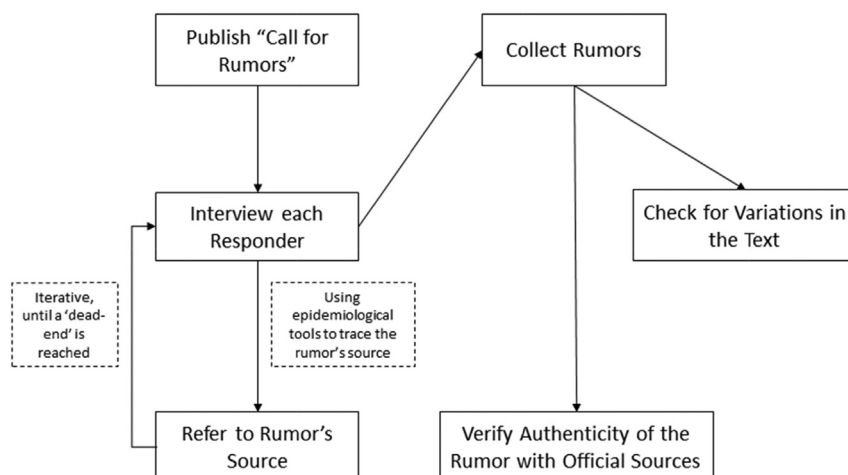 Publish “Call for
Rumors”
Collect Rumors
Interview each
Responder
Check for Variations in
the Text
Iterative,
until a ‘dead-
end’ is
reached
Using
epidemiological
tools to trace the
rumor’s source
Refer to Rumor’s
Source
Verify Authenticity of the
Rumor with Official Sources